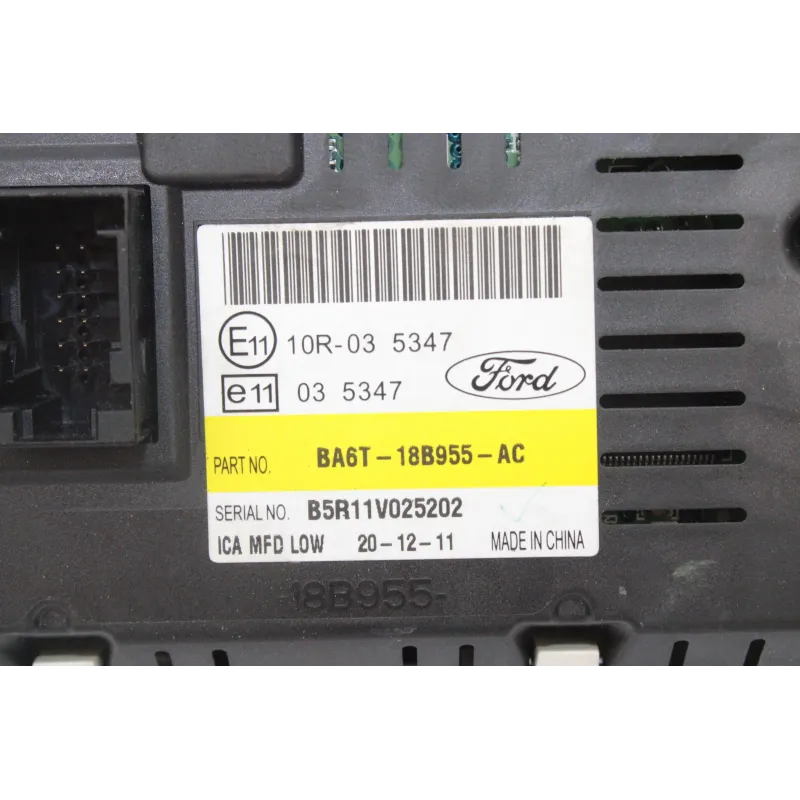 E11 10R-03 5347
Ford
e11 03 5347
PART NO. BA6T-18B955-AC
SERIAL NO. B5R11V025202
ICA MFD LOW 20-12-11 MADE IN CHINA
18B955-